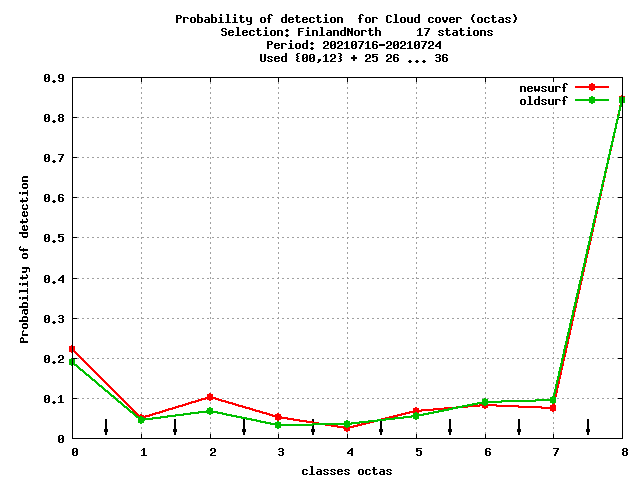 Probability of detection  for Cloud cover (octas)
Selection: FinlandNorth     17 stations
Period: 20210716-20210724
Used {00,12} + 25 26 ... 36
newsurf
oldsurf
0.9
0.8
0.7
0.6
0.5
0.4
0.3
0.2
0.1
0
Probability of detection
0 1 2 3 4 5 6 7 8
classes octas